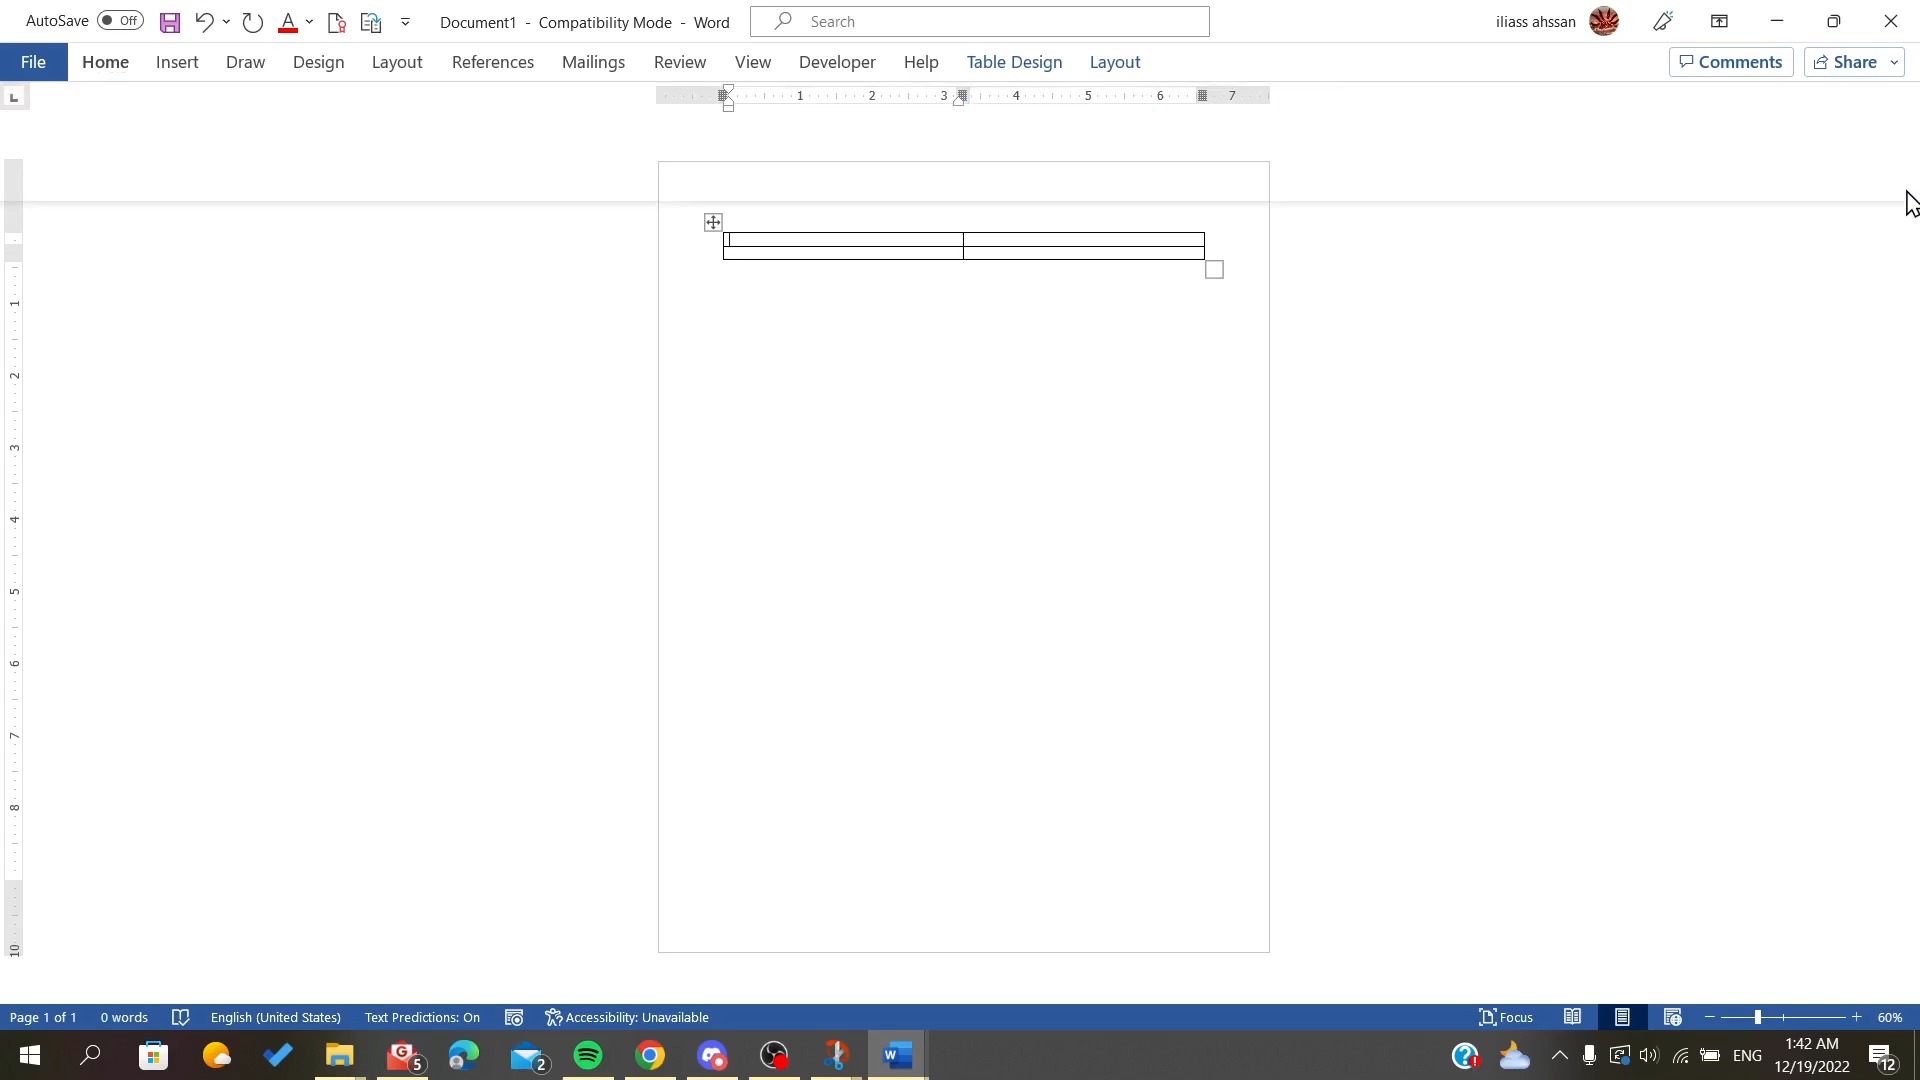 AutoSave Off A Document1 - Compatibility Mode - Word Search iliass ahssan
File Home Insert Draw Design Layout References Mailings Review View Developer Help Table Design Layout Comments Share
L 1 2 3 4 5 6 7
1
2
3
4
5
6
7
8
10
Page 1 of 1 0 words English (United States) Text Predictions: On Accessibility: Unavailable Focus 60%
G 5 2 W ENG 1:42 AM
12/19/2022 12